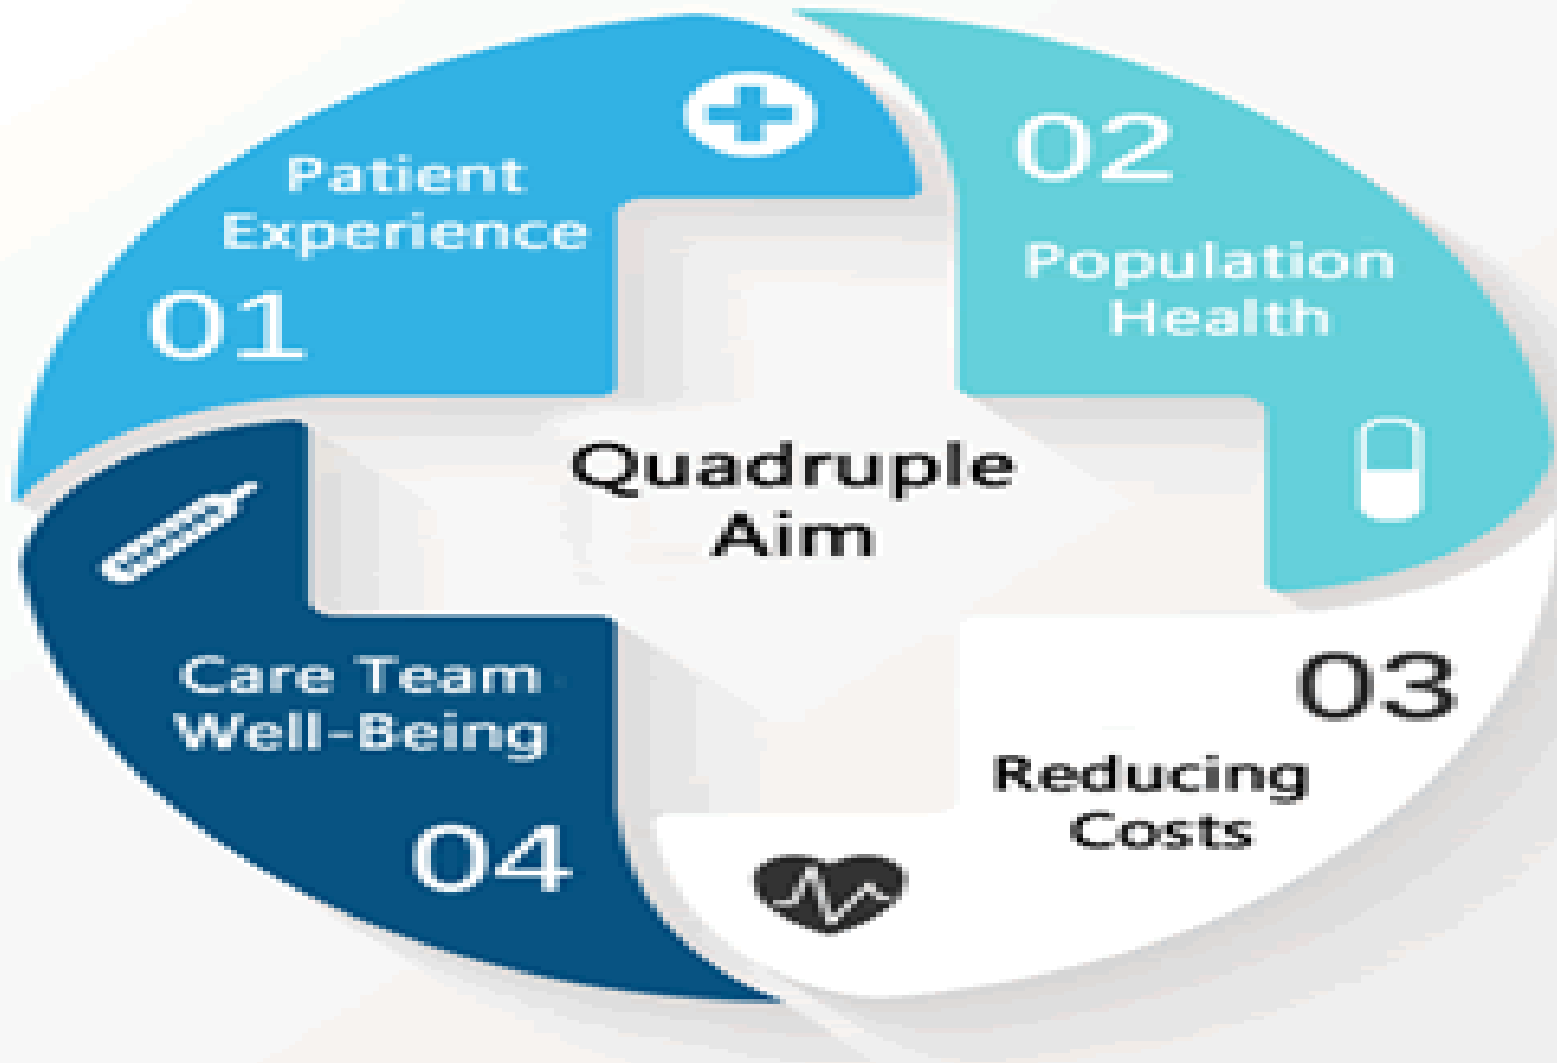 Patient
Experience
01
02
Population
Health
Quadruple
Aim
03
Reducing
Costs
Care Team
Well-Being
04